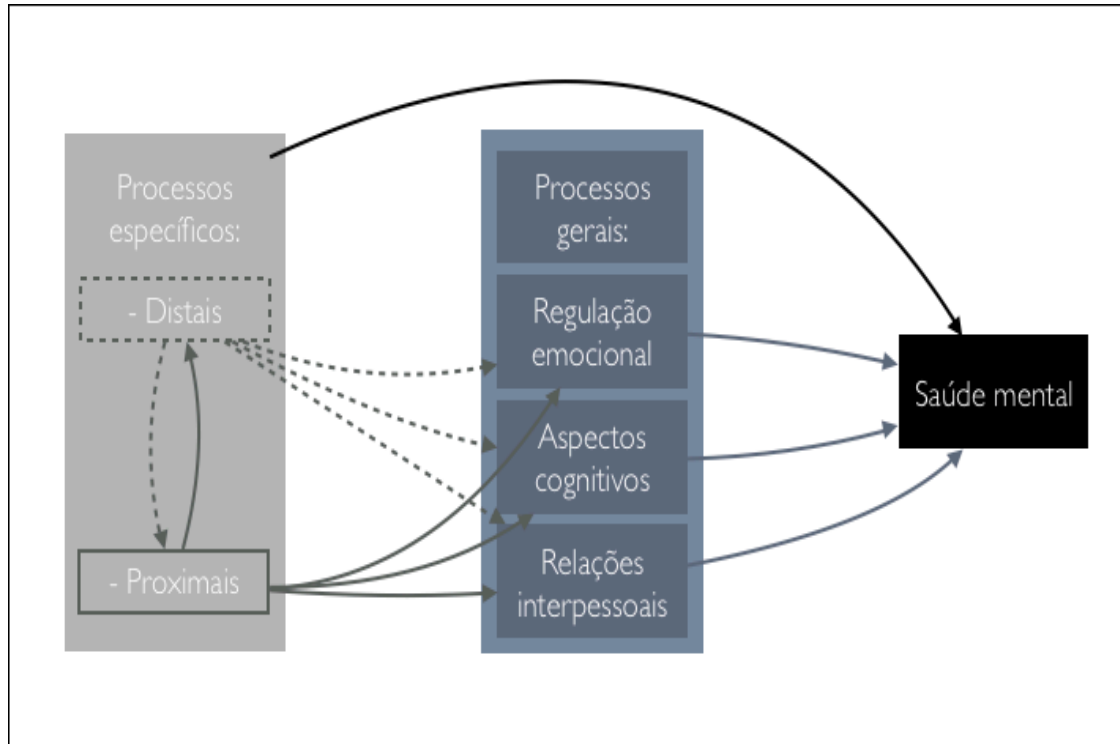 Processos
específicos:
- Distais
- Proximais
Processos
gerais:
Regulação
emocional
Aspectos
cognitivos
Relações
interpessoais
Saúde mental